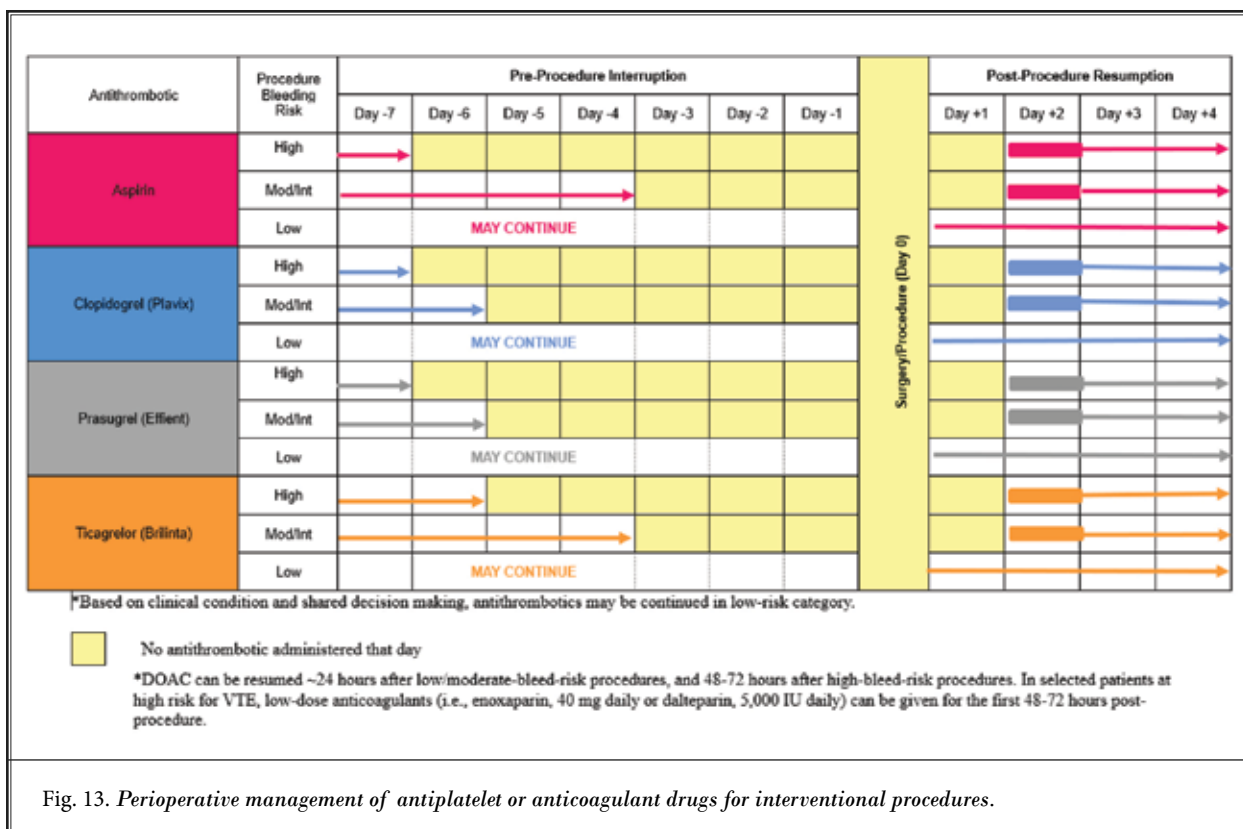 Antithrombotic
Procedure
Bleeding
Risk
Pre-Procedure Interruption
Day -7 Day -6 Day -5 Day -4 Day -3 Day -2 Day -1
Surgery/Procedure (Day 0)
Post-Procedure Resumption
Day +1 Day +2 Day +3 Day +4
Aspirin
High
Mod/Int
Low MAY CONTINUE
Clopidogrel (Plavix)
High
Mod/Int
Low MAY CONTINUE
Prasugrel (Effient)
High
Mod/Int
Low MAY CONTINUE
Ticagrelor (Brilinta)
High
Mod/Int
Low MAY CONTINUE
*Based on clinical condition and shared decision making, antithrombotics may be continued in low-risk category.
No antithrombotic administered that day
*DOAC can be resumed ~24 hours after low/moderate-bleed-risk procedures, and 48-72 hours after high-bleed-risk procedures. In selected patients at
high risk for VTE, low-dose anticoagulants (i.e., enoxaparin, 40 mg daily or dalteparin, 5,000 IU daily) can be given for the first 48-72 hours post-
procedure.
Fig. 13. Perioperative management of antiplatelet or anticoagulant drugs for interventional procedures.